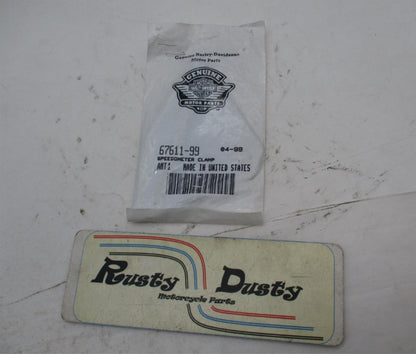 Genuine Harley-Davidson
Motor Parts
GENUINE
MOTOR PARTS
67611-99 04-99
SPEEDOMETER CLAMP
ANT1 MADE IN UNITED STATES
Rusty Dusty
Motorcycle Parts